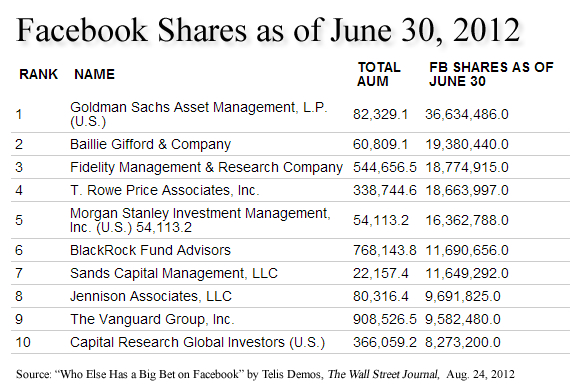 Facebook Shares as of June 30, 2012
RANK NAME TOTAL AUM FB SHARES AS OF JUNE 30
1 Goldman Sachs Asset Management, L.P. (U.S.) 82,329.1 36,634,486.0
2 Baillie Gifford & Company 60,809.1 19,380,440.0
3 Fidelity Management & Research Company 544,656.5 18,774,915.0
4 T. Rowe Price Associates, Inc. 338,744.6 18,663,997.0
5 Morgan Stanley Investment Management, Inc. (U.S.) 54,113.2 54,113.2 16,362,788.0
6 BlackRock Fund Advisors 768,143.8 11,690,656.0
7 Sands Capital Management, LLC 22,157.4 11,649,292.0
8 Jennison Associates, LLC 80,316.4 9,691,825.0
9 The Vanguard Group, Inc. 908,526.5 9,582,480.0
10 Capital Research Global Investors (U.S.) 366,059.2 8,273,200.0
Source: “Who Else Has a Big Bet on Facebook” by Telis Demos, The Wall Street Journal, Aug. 24, 2012